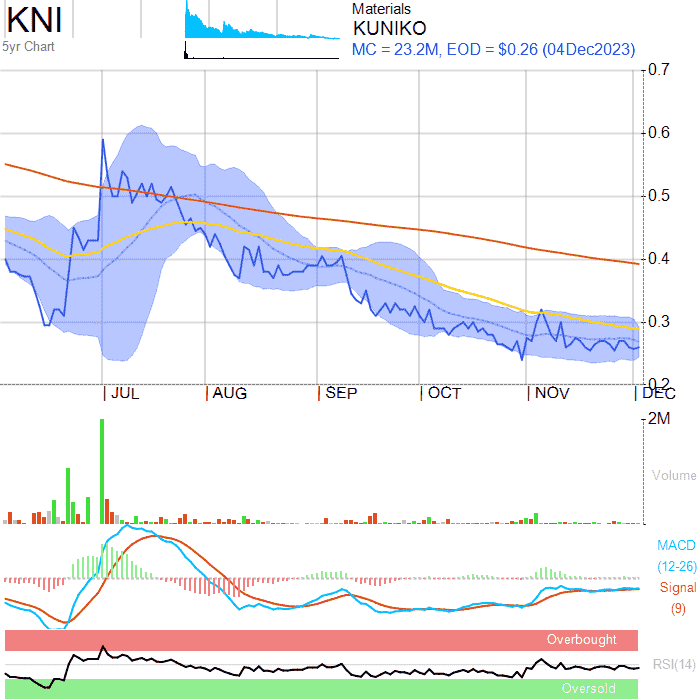 KNI
5yr Chart
Materials
KUNIKO
MC = 23.2M, EOD = $0.26 (04Dec2023)
0.7
0.6
0.5
0.4
0.3
0.2
JUL AUG SEP OCT NOV DEC
2M
Volume
MACD
(12-26)
Signal
(9)
Overbought
RSI(14)
Oversold